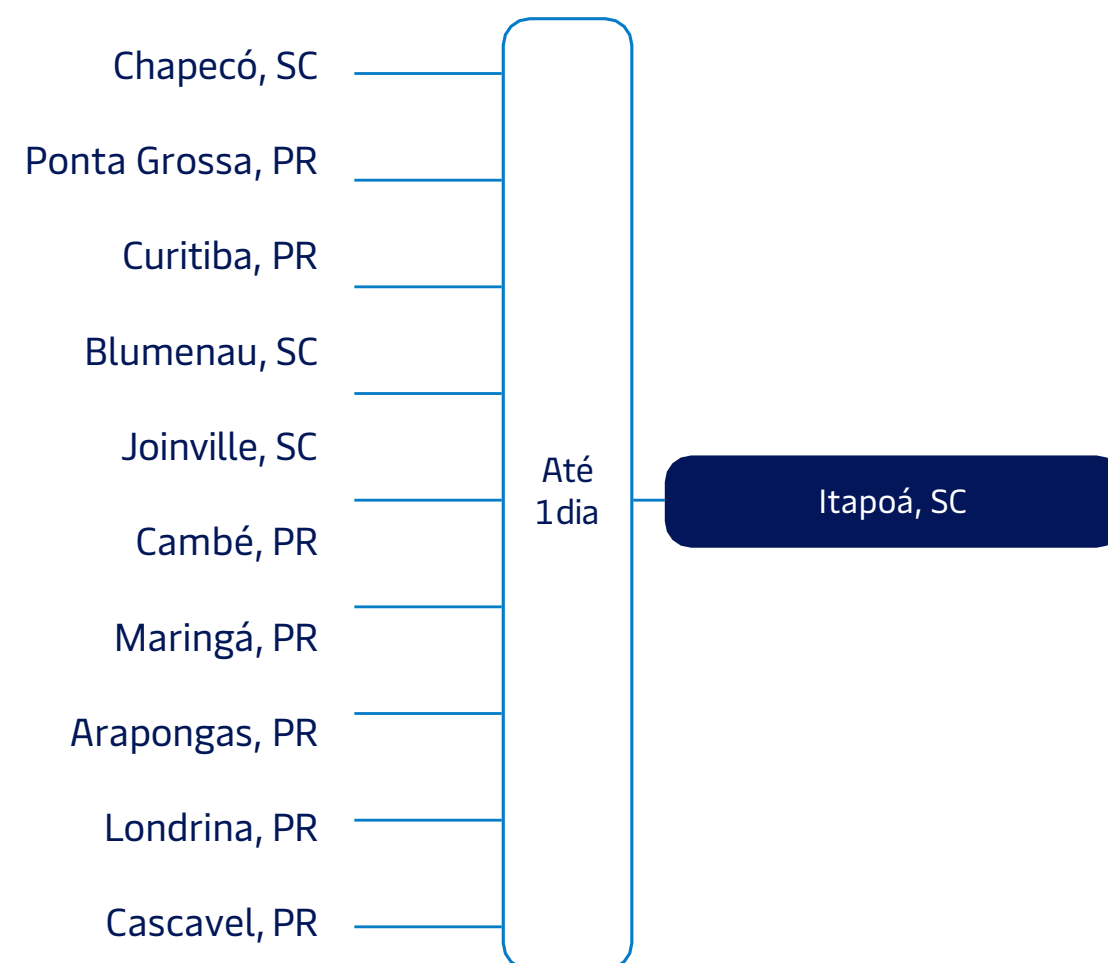 Chapecó, SC
Ponta Grossa, PR
Curitiba, PR
Blumenau, SC
Joinville, SC
Cambé, PR
Maringá, PR
Arapongas, PR
Londrina, PR
Cascavel, PR
Até
1 dia
Itapoá, SC